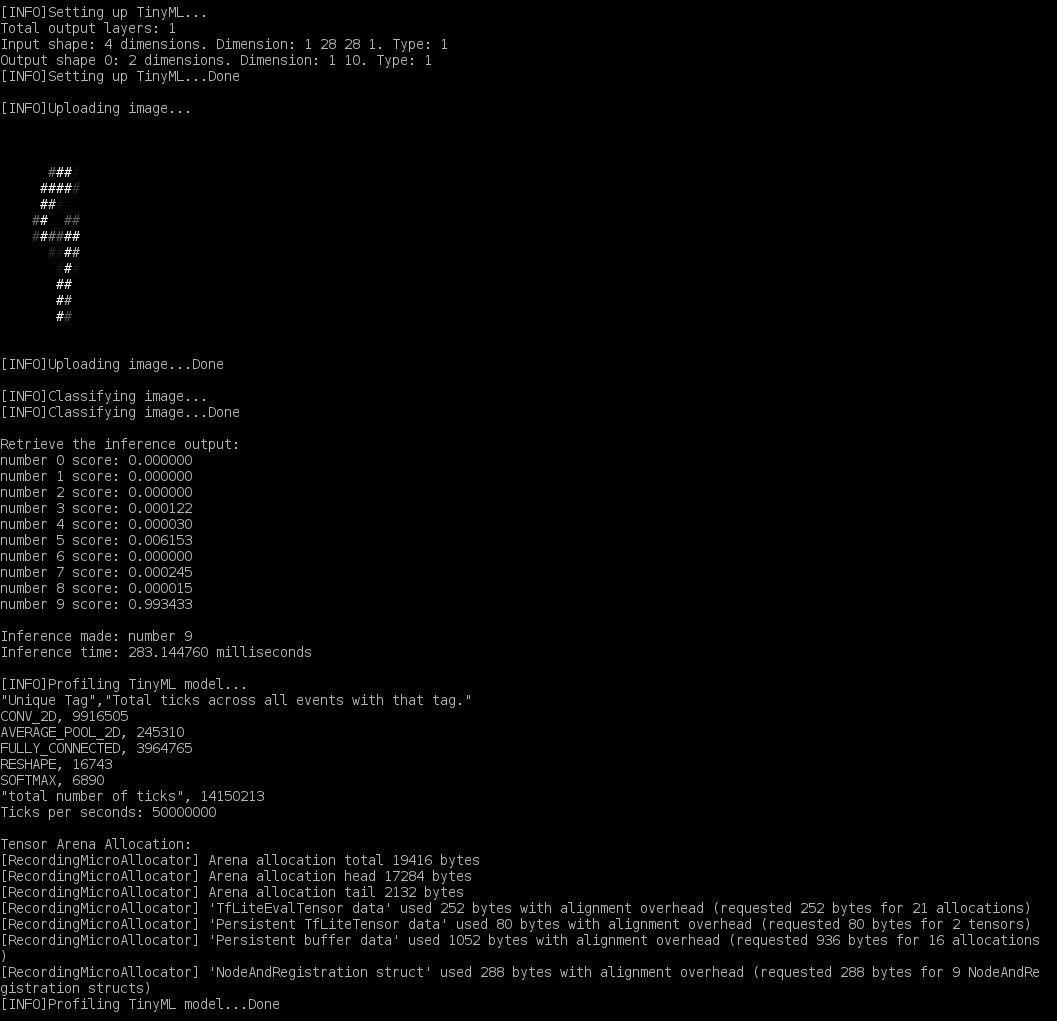 [INFO]Setting up TinyML...
Total output layers: 1
Input shape: 4 dimensions. Dimension: 1 28 28 1. Type: 1
Output shape 0: 2 dimensions. Dimension: 1 10. Type: 1
[INFO]Setting up TinyML...Done
[INFO]Uploading image...
      ####
     #####
     ####
    ##  ##
    ######
      ####
       ###
       ##
       ##
       ##
[INFO]Uploading image...Done
[INFO]Classifying image...
[INFO]Classifying image...Done
Retrieve the inference output:
number 0 score: 0.000000
number 1 score: 0.000000
number 2 score: 0.000000
number 3 score: 0.000122
number 4 score: 0.000030
number 5 score: 0.006153
number 6 score: 0.000000
number 7 score: 0.000245
number 8 score: 0.000015
number 9 score: 0.993433
Inference made: number 9
Inference time: 283.144760 milliseconds
[INFO]Profiling TinyML model...
"Unique Tag","Total ticks across all events with that tag."
CONV_2D, 9916505
AVERAGE_POOL_2D, 245310
FULLY_CONNECTED, 3964765
RESHAPE, 16743
SOFTMAX, 6890
"total number of ticks", 14150213
Ticks per seconds: 50000000
Tensor Arena Allocation:
[RecordingMicroAllocator] Arena allocation total 19416 bytes
[RecordingMicroAllocator] Arena allocation head 17284 bytes
[RecordingMicroAllocator] Arena allocation tail 2132 bytes
[RecordingMicroAllocator] 'TfLiteEvalTensor data' used 252 bytes with alignment overhead (requested 252 bytes for 21 allocations)
[RecordingMicroAllocator] 'Persistent TfLiteTensor data' used 80 bytes with alignment overhead (requested 80 bytes for 2 tensors)
[RecordingMicroAllocator] 'Persistent buffer data' used 1052 bytes with alignment overhead (requested 936 bytes for 16 allocations
)
[RecordingMicroAllocator] 'NodeAndRegistration struct' used 288 bytes with alignment overhead (requested 288 bytes for 9 NodeAndRe
gistration structs)
[INFO]Profiling TinyML model...Done